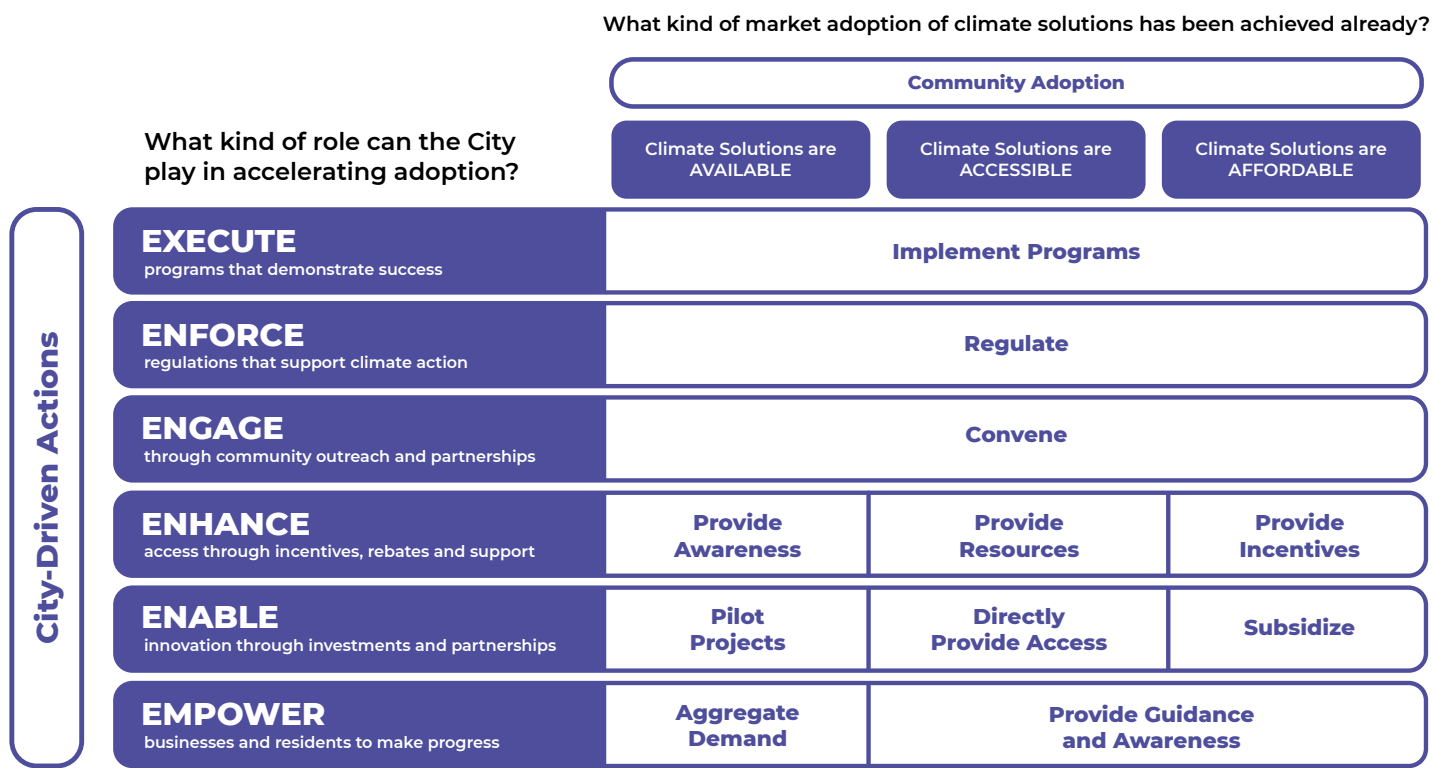 What kind of market adoption of climate solutions has been achieved already?
Community Adoption
What kind of role can the City
play in accelerating adoption?
Climate Solutions are
AVAILABLE
Climate Solutions are
ACCESSIBLE
Climate Solutions are
AFFORDABLE
City-Driven Actions
EXECUTE
programs that demonstrate success
Implement Programs
ENFORCE
regulations that support climate action
Regulate
ENGAGE
through community outreach and partnerships
Convene
ENHANCE
access through incentives, rebates and support
Provide
Awareness
Provide
Resources
Provide
Incentives
ENABLE
innovation through investments and partnerships
Pilot
Projects
Directly
Provide Access
Subsidize
EMPOWER
businesses and residents to make progress
Aggregate
Demand
Provide Guidance
and Awareness